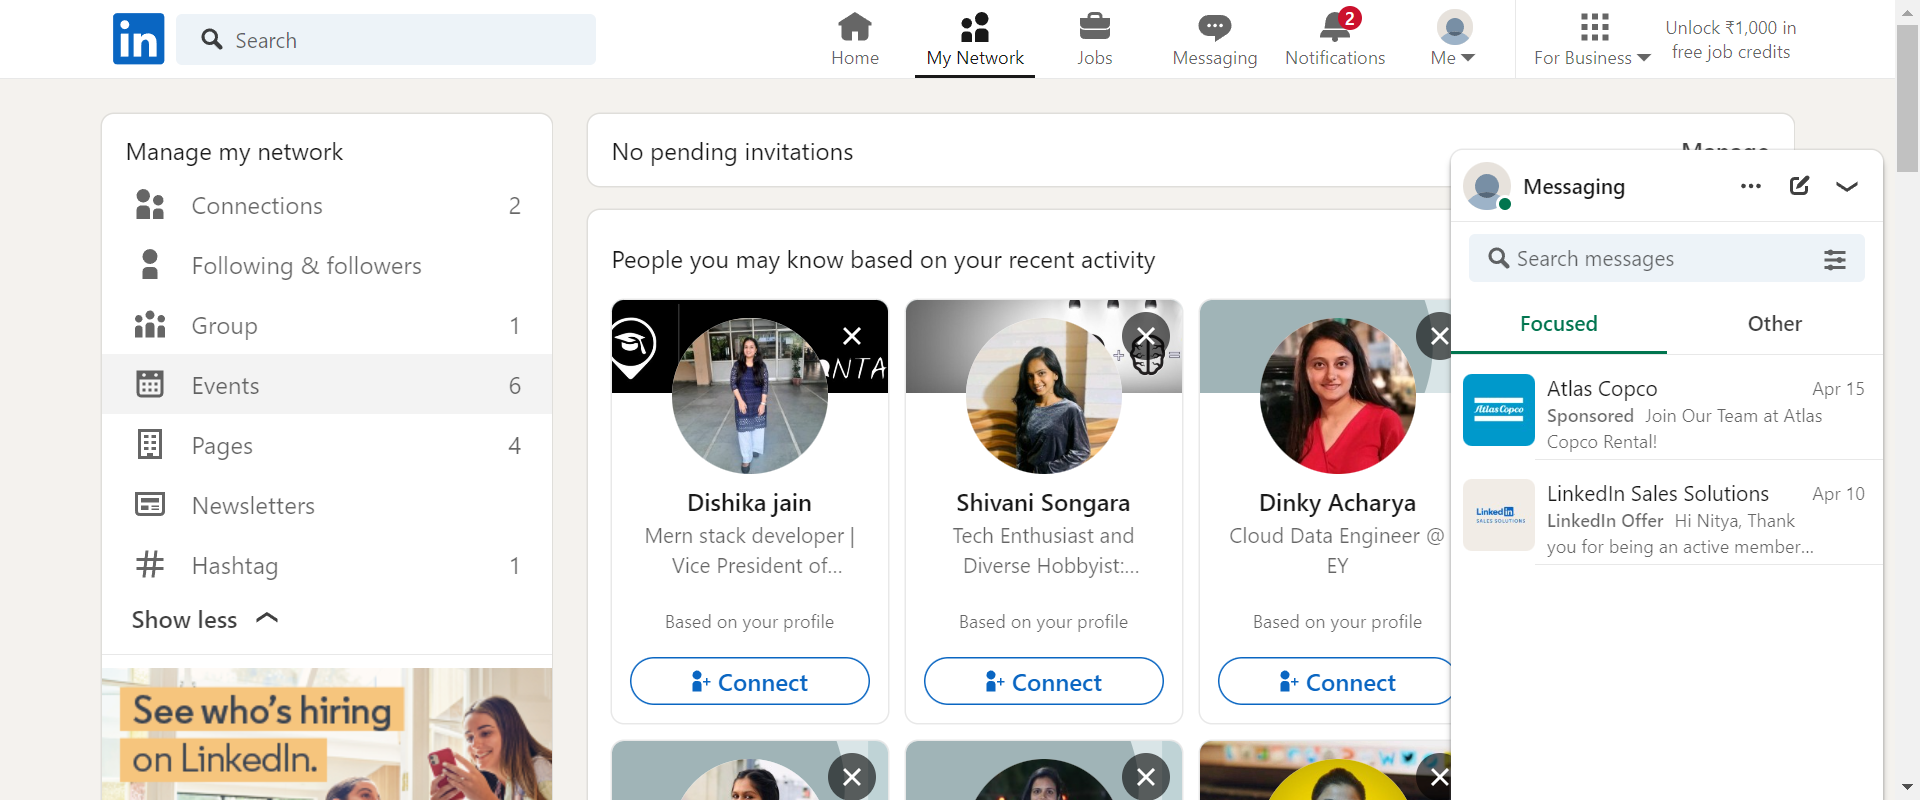 in
Search
Home
My Network
Jobs
Messaging
2
Notifications
Me
For Business
Unlock ₹1,000 in
free job credits
Manage my network
Connections 2
Following & followers
Group 1
Events 6
Pages 4
Newsletters
Hashtag 1
Show less
See who's hiring
on LinkedIn.
No pending invitations
Manage
People you may know based on your recent activity
NTA
Dishika jain
Mern stack developer |
Vice President of...
Based on your profile
Connect
Shivani Songara
Tech Enthusiast and
Diverse Hobbyist:...
Based on your profile
Connect
Dinky Acharya
Cloud Data Engineer @
EY
Based on your profile
Connect
Messaging
Search messages
Focused
Other
Atlas Copco
Atlas Copco Apr 15
Sponsored Join Our Team at Atlas
Copco Rental!
Linked in
SALES SOLUTIONS
LinkedIn Sales Solutions Apr 10
LinkedIn Offer Hi Nitya, Thank
you for being an active member...